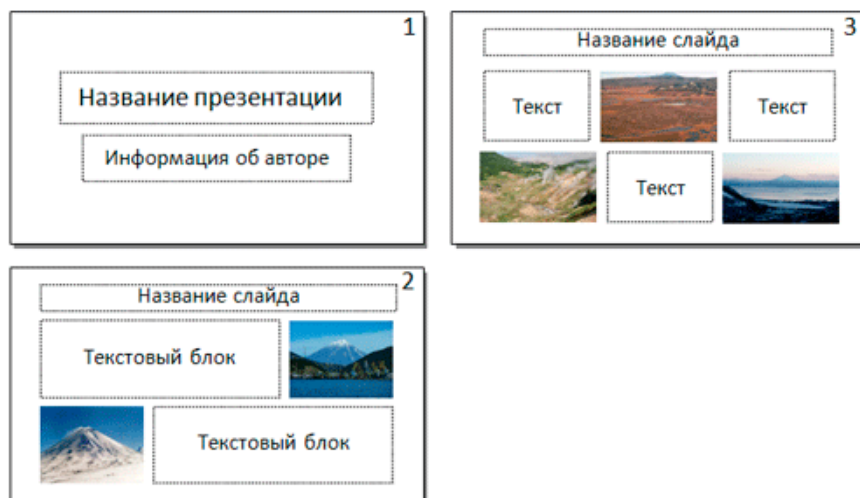 1
Название презентации
Информация об авторе
2
Название слайда
Текстовый блок
Текстовый блок
3
Название слайда
Текст
Текст
Текст